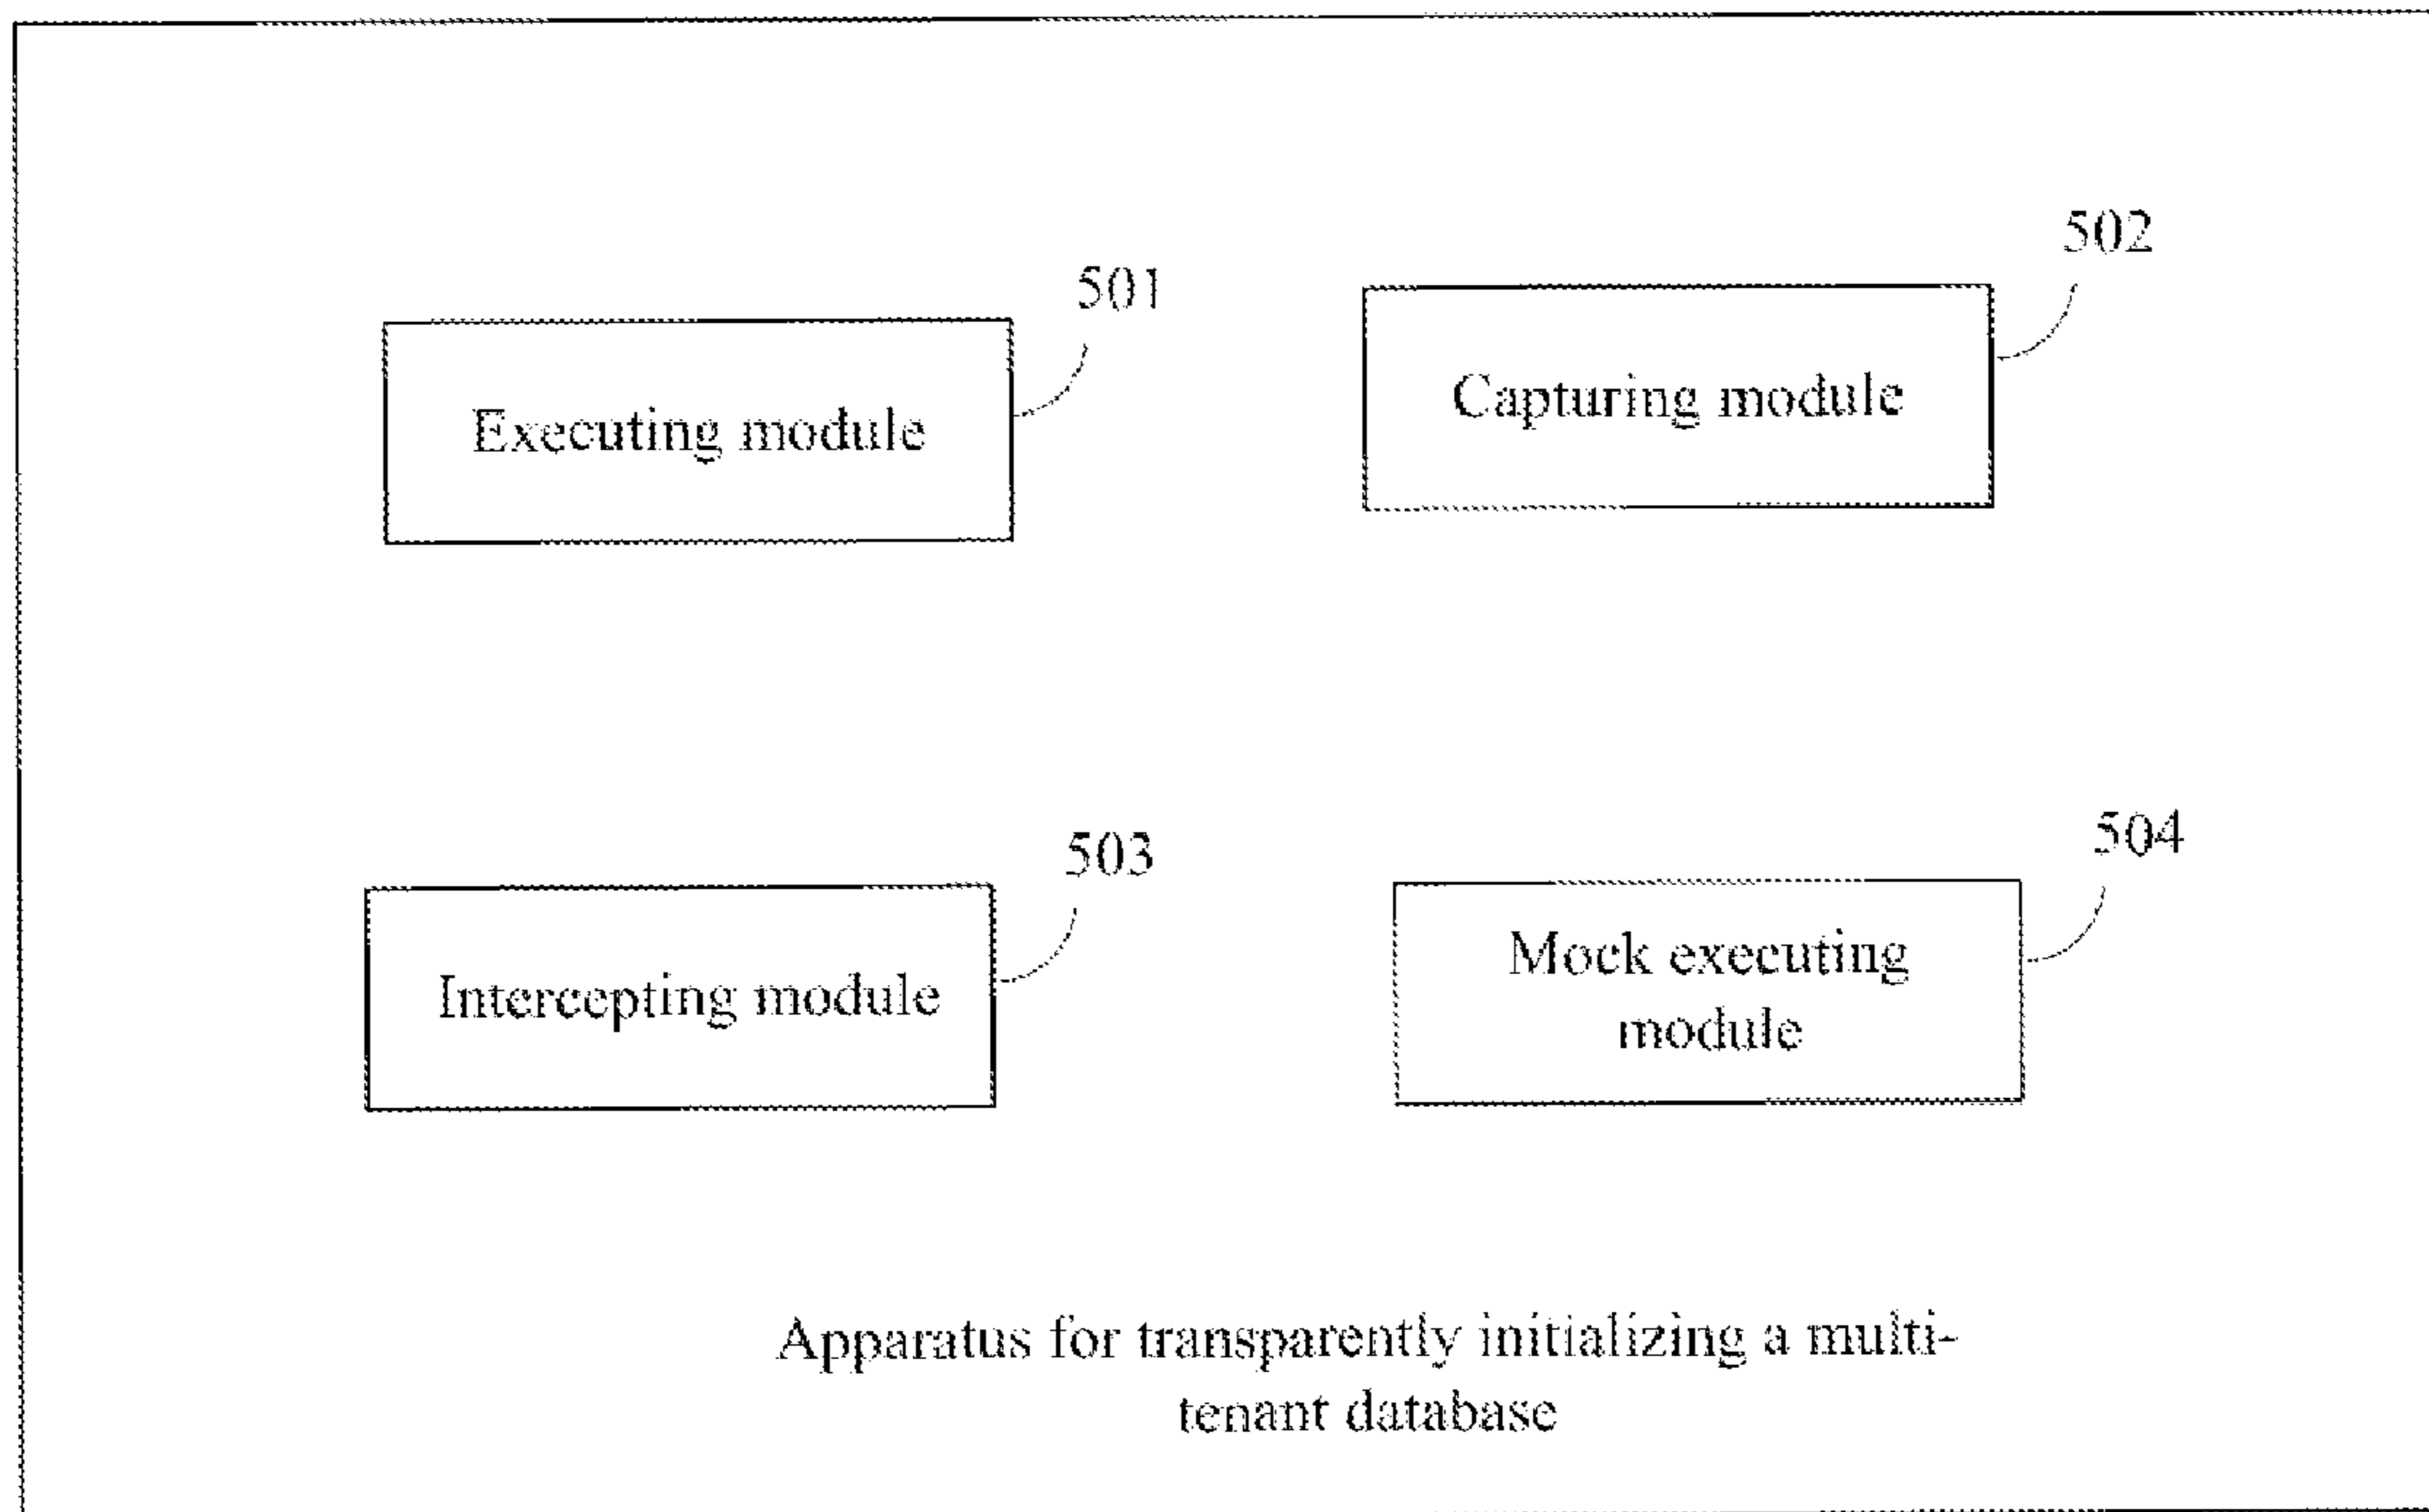 501
Executing module
502
Capturing module
503
Intercepting module
504
Mock executing
module
Apparatus for transparently initializing a multi-
tenant database